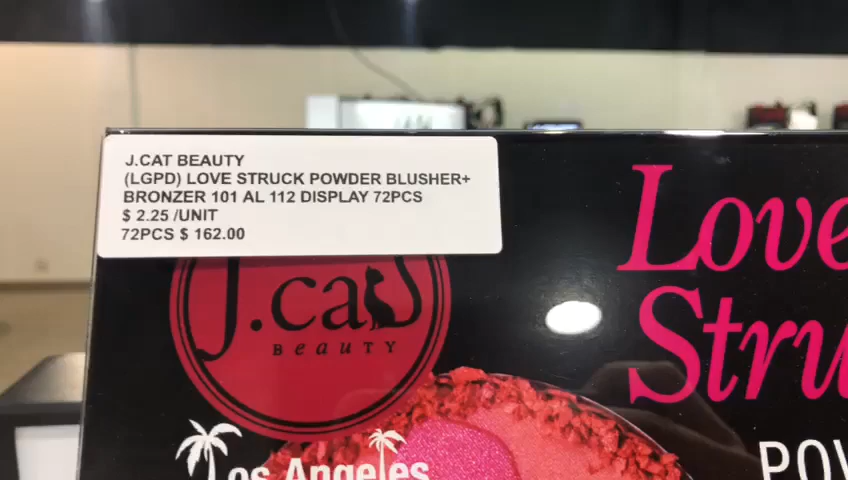 J.CAT BEAUTY
(LGPD) LOVE STRUCK POWDER BLUSHER+
BRONZER 101 AL 112 DISPLAY 72PCS
$ 2.25 /UNIT
72PCS $ 162.00
J.cat
BeauTY
Los Angeles
Love
Stru
POW